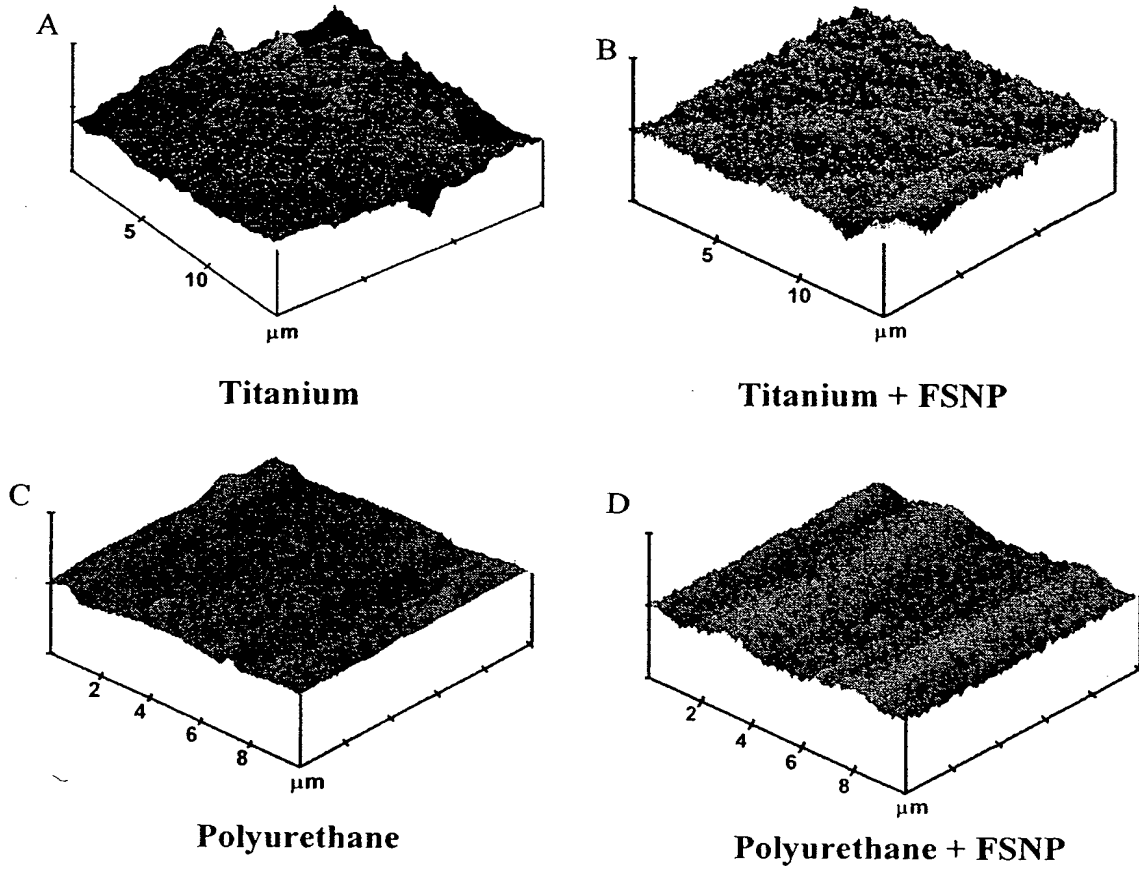 A
5
10
μm
Titanium
B
5
10
μm
Titanium + FSNP
C
2
4
6
8
μm
Polyurethane
D
2
4
6
8
μm
Polyurethane + FSNP